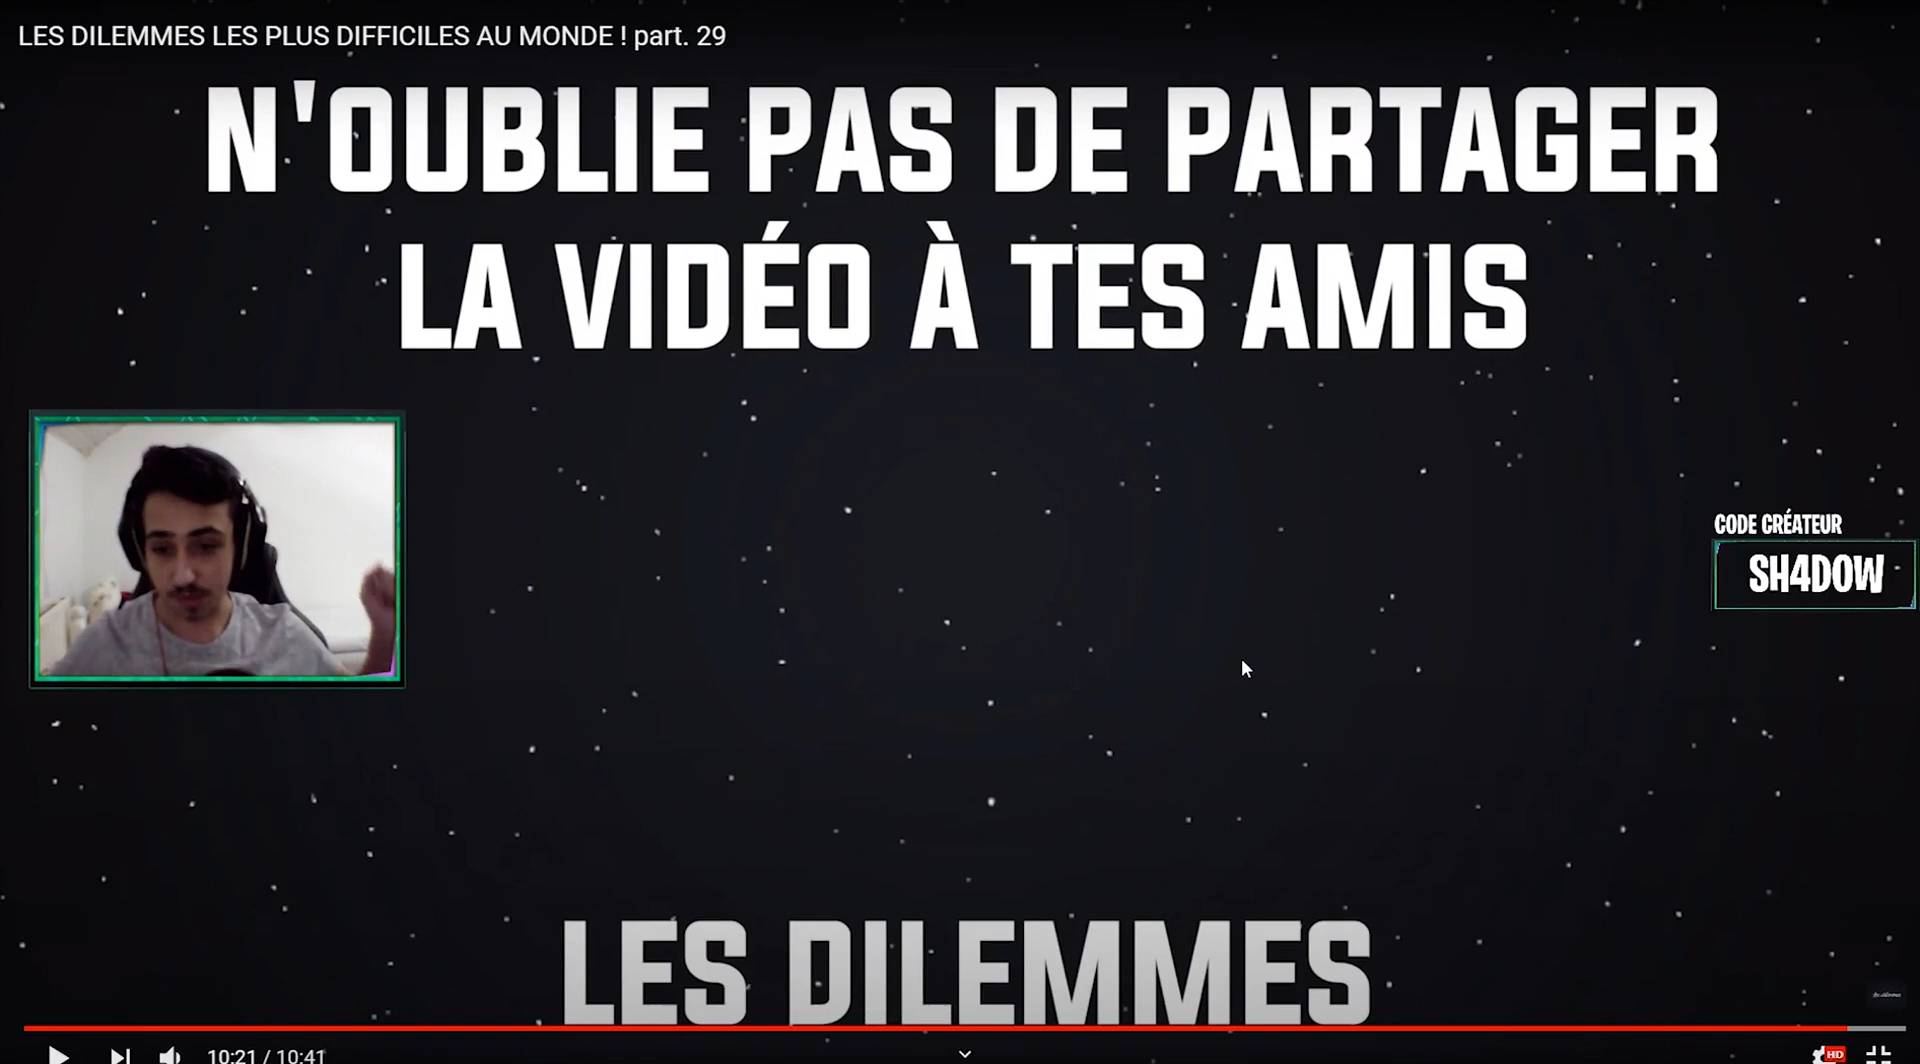 LES DILEMMES LES PLUS DIFFICILES AU MONDE ! part. 29
N'OUBLIE PAS DE PARTAGER
LA VIDÉO À TES AMIS
CODE CRÉATEUR
SH4DOW
LES DILEMMES
10:21 / 10:41
HD